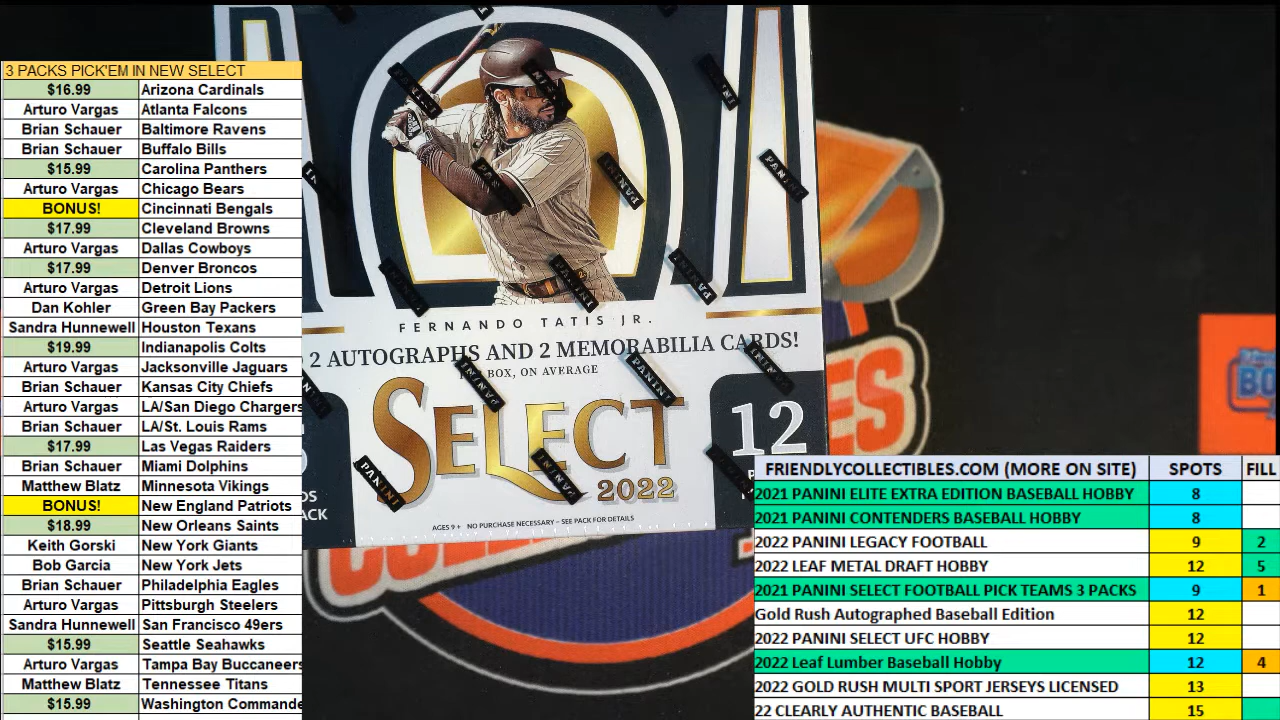 3 PACKS PICK'EM IN NEW SELECT
$16.99 Arizona Cardinals
Arturo Vargas Atlanta Falcons
Brian Schauer Baltimore Ravens
Brian Schauer Buffalo Bills
$15.99 Carolina Panthers
Arturo Vargas Chicago Bears
BONUS! Cincinnati Bengals
$17.99 Cleveland Browns
Arturo Vargas Dallas Cowboys
$17.99 Denver Broncos
Arturo Vargas Detroit Lions
Dan Kohler Green Bay Packers
Sandra Hunnewell Houston Texans
$19.99 Indianapolis Colts
Arturo Vargas Jacksonville Jaguars
Brian Schauer Kansas City Chiefs
Arturo Vargas LA/San Diego Chargers
Brian Schauer LA/St. Louis Rams
$17.99 Las Vegas Raiders
Brian Schauer Miami Dolphins
Matthew Blatz Minnesota Vikings
BONUS! New England Patriots
$18.99 New Orleans Saints
Keith Gorski New York Giants
Bob Garcia New York Jets
Brian Schauer Philadelphia Eagles
Arturo Vargas Pittsburgh Steelers
Sandra Hunnewell San Francisco 49ers
$15.99 Seattle Seahawks
Arturo Vargas Tampa Bay Buccaneers
Matthew Blatz Tennessee Titans
$15.99 Washington Commande
FERNANDO TATIS JR.
2 AUTOGRAPHS AND 2 MEMORABILIA CARDS!
BOX, ON AVERAGE
SELECT
2022
12
AGES 9+ NO PURCHASE NECESSARY – SEE PACK FOR DETAILS
PANINI
PANINI
PANINI
PANINI
PANINI
PANINI
PANINI
PANINI
PANINI
ES
FRIENDLYCOLLECTIBLES.COM (MORE ON SITE) SPOTS FILL
2021 PANINI ELITE EXTRA EDITION BASEBALL HOBBY 8
2021 PANINI CONTENDERS BASEBALL HOBBY 8
2022 PANINI LEGACY FOOTBALL 9 2
2022 LEAF METAL DRAFT HOBBY 12 5
2021 PANINI SELECT FOOTBALL PICK TEAMS 3 PACKS 9 1
Gold Rush Autographed Baseball Edition 12
2022 PANINI SELECT UFC HOBBY 12
2022 Leaf Lumber Baseball Hobby 12 4
2022 GOLD RUSH MULTI SPORT JERSEYS LICENSED 13
22 CLEARLY AUTHENTIC BASEBALL 15